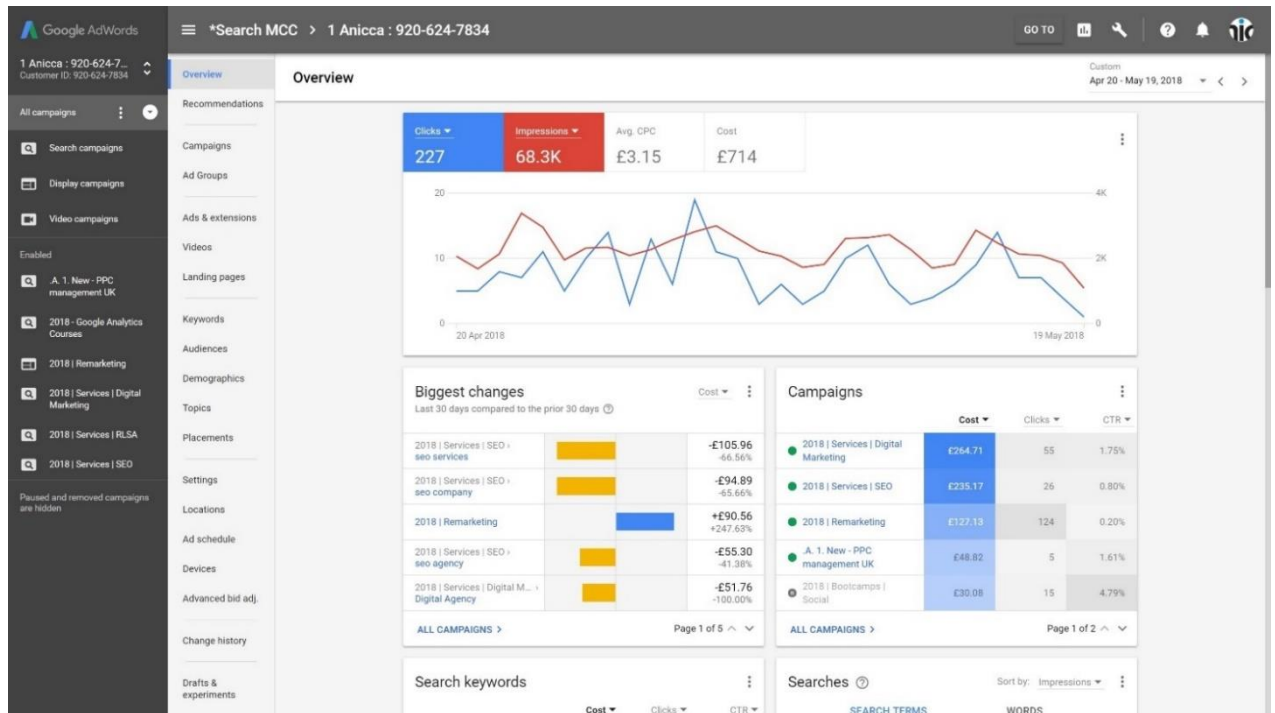 Google AdWords
*Search MCC > 1 Anicca : 920-624-7834
GO TO
1 Anicca : 920-624-7...
Customer ID: 920-624-7834
All campaigns
Search campaigns
Display campaigns
Video campaigns
Enabled
.A. 1. New - PPC
management UK
2018 - Google Analytics
Courses
2018 | Remarketing
2018 | Services | Digital
Marketing
2018 | Services | RLSA
2018 | Services | SEO
Paused and removed campaigns
are hidden
Overview
Recommendations
Campaigns
Ad Groups
Ads & extensions
Videos
Landing pages
Keywords
Audiences
Demographics
Topics
Placements
Settings
Locations
Ad schedule
Devices
Advanced bid adj.
Change history
Drafts &
experiments
Overview
Custom
Apr 20 - May 19, 2018
Clicks Impressions Avg. CPC Cost
227 68.3K £3.15 £714
20 4K
10 2K
0 0
20 Apr 2018 19 May 2018
Biggest changes Cost
Last 30 days compared to the prior 30 days
2018 | Services | SEO › -£105.96
seo services -66.56%
2018 | Services | SEO › -£94.89
seo company -65.66%
2018 | Remarketing +£90.56
+247.63%
2018 | Services | SEO › -£55.30
seo agency -41.38%
2018 | Services | Digital M... › -£51.76
Digital Agency -100.00%
ALL CAMPAIGNS > Page 1 of 5
Campaigns
Cost Clicks CTR
2018 | Services | Digital
Marketing £264.71 55 1.75%
2018 | Services | SEO £235.17 26 0.80%
2018 | Remarketing £127.13 124 0.20%
.A. 1. New - PPC
management UK £48.82 5 1.61%
2018 | Bootcamps |
Social £30.08 15 4.79%
ALL CAMPAIGNS > Page 1 of 2
Search keywords
Cost Clicks CTR
Searches Sort by: Impressions
SEARCH TERMS WORDS